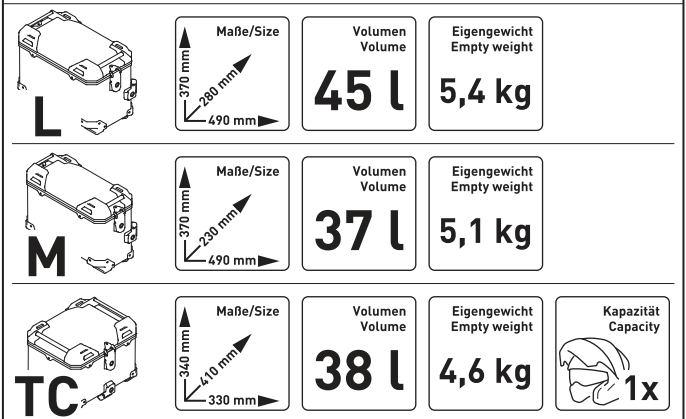 L
Maße/Size
370 mm
280 mm
490 mm
Volumen
Volume
45 l
Eigengewicht
Empty weight
5,4 kg
M
Maße/Size
370 mm
230 mm
490 mm
Volumen
Volume
37 l
Eigengewicht
Empty weight
5,1 kg
TC
Maße/Size
340 mm
410 mm
330 mm
Volumen
Volume
38 l
Eigengewicht
Empty weight
4,6 kg
Kapazität
Capacity
1x